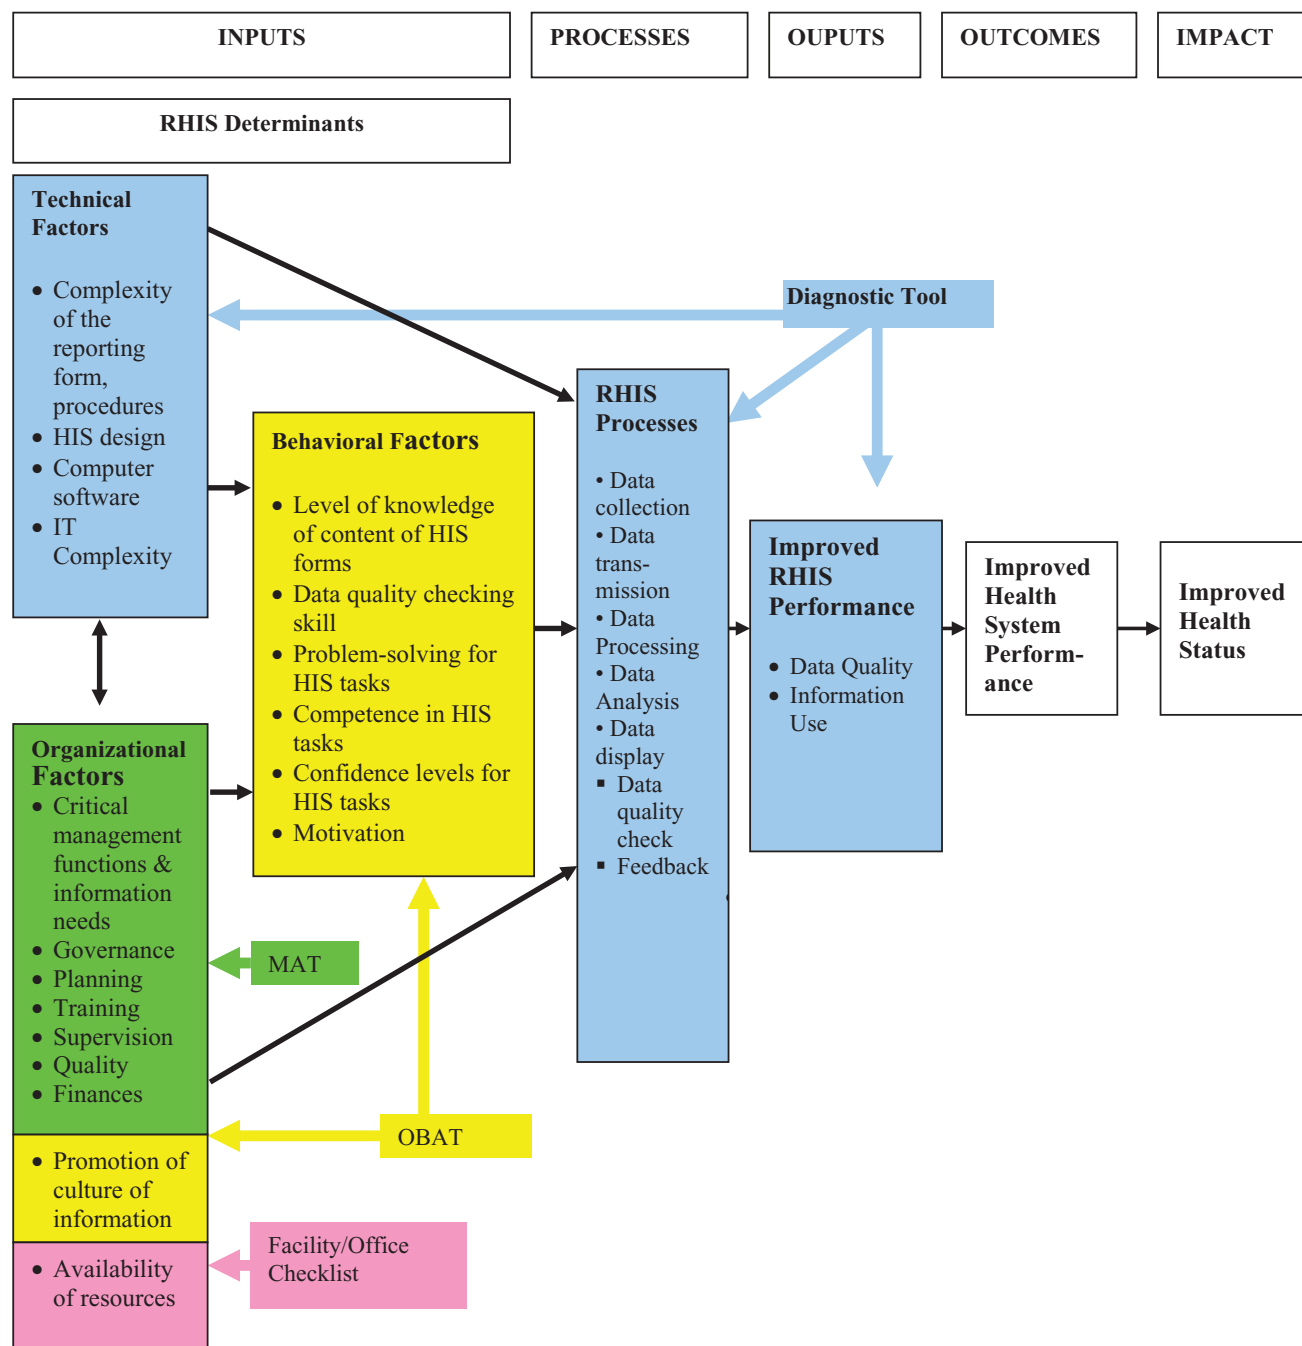 INPUTS
PROCESSES
OUPUTS
OUTCOMES
IMPACT
RHIS Determinants
Technical
Factors
• Complexity
of the
reporting
form,
procedures
• HIS design
• Computer
software
• IT
Complexity
Organizational
Factors
• Critical
management
functions &
information
needs
• Governance
• Planning
• Training
• Supervision
• Quality
• Finances
• Promotion of
culture of
information
• Availability
of resources
Behavioral Factors
• Level of knowledge
of content of HIS
forms
• Data quality checking
skill
• Problem-solving for
HIS tasks
• Competence in HIS
tasks
• Confidence levels for
HIS tasks
• Motivation
MAT
OBAT
Facility/Office
Checklist
Diagnostic Tool
RHIS
Processes
• Data
collection
• Data
trans-
mission
• Data
Processing
• Data
Analysis
• Data
display
▪ Data
quality
check
▪ Feedback
Improved
RHIS
Performance
• Data Quality
• Information
Use
Improved
Health
System
Perform-
ance
Improved
Health
Status